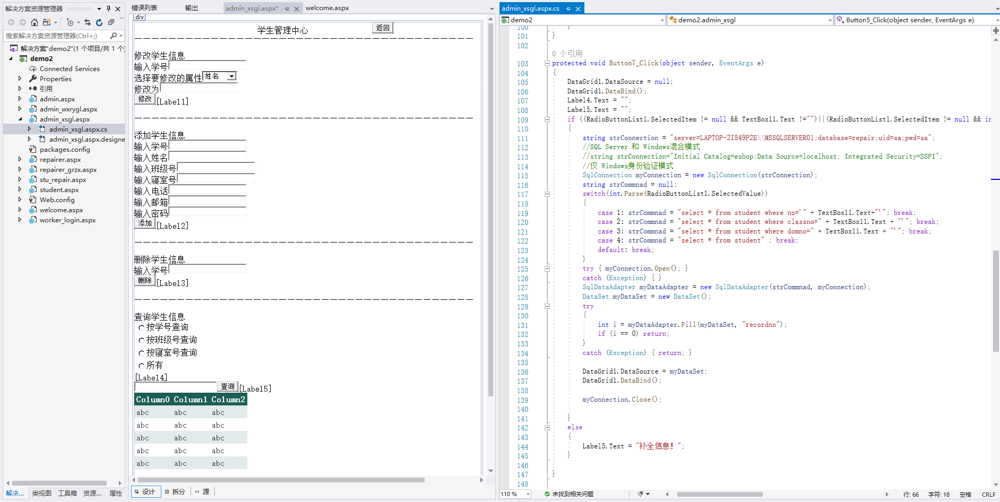 解决方案资源管理器
搜索解决方案资源管理器(Ctrl+;)
解决方案"demo2"(1 个项目/共 1 个)
demo2
Connected Services
Properties
引用
admin.aspx
admin_wxrygl.aspx
admin_xsgl.aspx
admin_xsgl.aspx.cs
admin_xsgl.aspx.designe
packages.config
repairer.aspx
repairer_grzx.aspx
stu_repair.aspx
student.aspx
Web.config
welcome.aspx
worker_login.aspx
解决... 类视图 工具箱 资源... 属性
错误列表 输出 admin_xsgl.aspx* welcome.aspx
div
学生管理中心 返回
修改学生信息
输入学号
选择要修改的属性 姓名
修改为
修改 [Label1]
添加学生信息
输入学号
输入姓名
输入班级号
输入寝室号
输入电话
输入邮箱
输入密码
添加 [Label2]
删除学生信息
输入学号
删除 [Label3]
查询学生信息
按学号查询
按班级号查询
按寝室号查询
所有
[Label4]
查询 [Label5]
Column0 Column1 Column2
abc abc abc
abc abc abc
abc abc abc
abc abc abc
abc abc abc
设计 拆分 源
admin_xsgl.aspx.cs
demo2 demo2.admin_xsgl Button5_Click(object sender, EventArgs e)
100 }
101 }
102
0 个引用
103 protected void Button7_Click(object sender, EventArgs e)
104 {
105 DataGrid1.DataSource = null;
106 DataGrid1.DataBind();
107 Label4.Text = "";
108 Label5.Text = "";
109 if ((RadioButtonList1.SelectedItem != null && TextBox11.Text !="")||(RadioButtonList1.SelectedItem != null && in
110 {
111 string strConnection = "server=LAPTOP-2I849P2E\\MSSQLSERVER01;database=repair;uid=sa;pwd=sa";
112 //SQL Server 和 Windows混合模式
113 //string strConnection="Initial Catalog=eshop;Data Source=localhost; Integrated Security=SSPI";
114 //仅 Windows身份验证模式
115 SqlConnection myConnection = new SqlConnection(strConnection);
116 string strCommnad = null;
117 switch(int.Parse(RadioButtonList1.SelectedValue))
118 {
119 case 1: strCommnad = "select * from student where no='" + TextBox11.Text+"'"; break;
120 case 2: strCommnad = "select * from student where classno=" + TextBox11.Text + "'"; break;
121 case 3: strCommnad = "select * from student where domno=" + TextBox11.Text + "'"; break;
122 case 4: strCommnad = "select * from student" ; break;
123 default: break;
124 }
125 try { myConnection.Open(); }
126 catch (Exception) { }
127 SqlDataAdapter myDataAdapter = new SqlDataAdapter(strCommnad, myConnection);
128 DataSet myDataSet = new DataSet();
129 try
130 {
131 int i = myDataAdapter.Fill(myDataSet, "recordno");
132 if (i == 0) return;
133 }
134 catch (Exception) { return; }
135
136 DataGrid1.DataSource = myDataSet;
137 DataGrid1.DataBind();
138
139 myConnection.Close();
140
141 }
142 else
143 {
144 Label5.Text = "补全信息! ";
145 }
146
147 }
148
110 % 未找到相关问题 行: 66 字符: 18 空格 CRLF